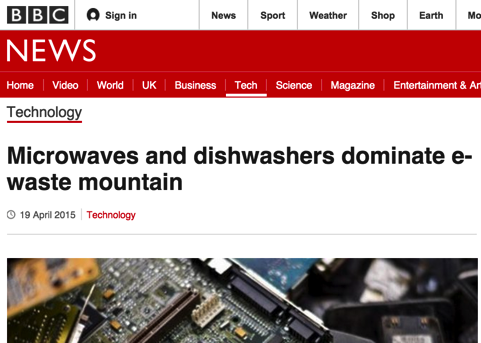 BBC Sign in News Sport Weather Shop Earth Mo
NEWS
Home Video World UK Business Tech Science Magazine Entertainment & Art
Technology
Microwaves and dishwashers dominate e-
waste mountain
19 April 2015 Technology